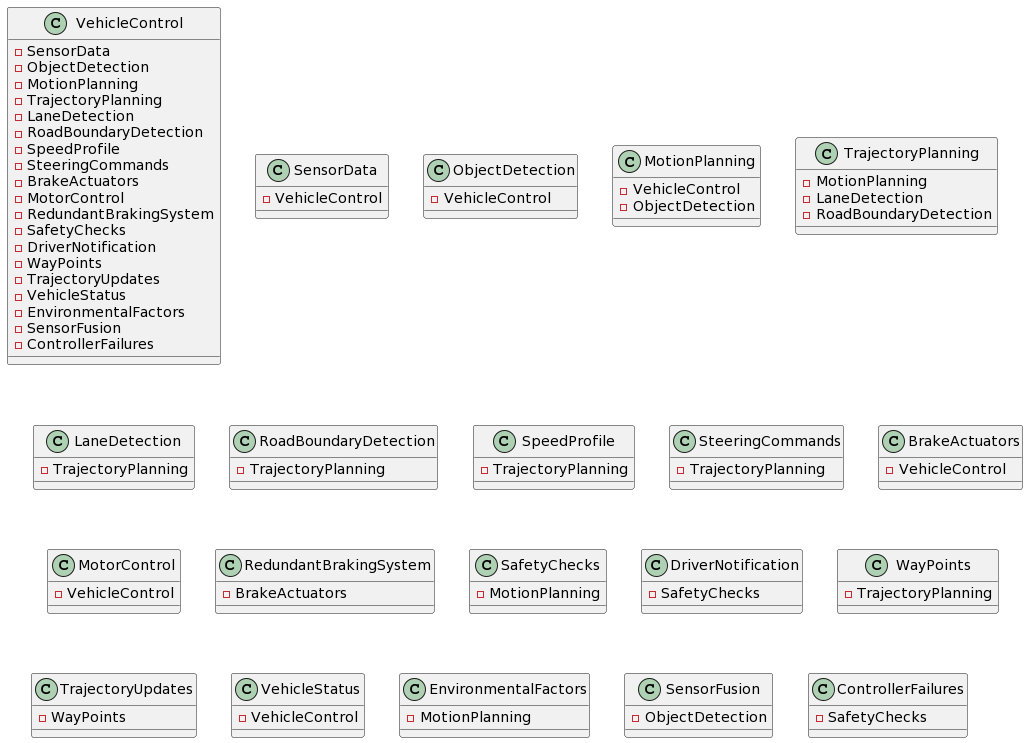 C VehicleControl
SensorData
ObjectDetection
MotionPlanning
TrajectoryPlanning
LaneDetection
RoadBoundaryDetection
SpeedProfile
SteeringCommands
BrakeActuators
MotorControl
RedundantBrakingSystem
SafetyChecks
DriverNotification
WayPoints
TrajectoryUpdates
VehicleStatus
EnvironmentalFactors
SensorFusion
ControllerFailures
C SensorData
VehicleControl
C ObjectDetection
VehicleControl
C MotionPlanning
VehicleControl
ObjectDetection
C TrajectoryPlanning
MotionPlanning
LaneDetection
RoadBoundaryDetection
C LaneDetection
TrajectoryPlanning
C RoadBoundaryDetection
TrajectoryPlanning
C SpeedProfile
TrajectoryPlanning
C SteeringCommands
TrajectoryPlanning
C BrakeActuators
VehicleControl
C MotorControl
VehicleControl
C RedundantBrakingSystem
BrakeActuators
C SafetyChecks
MotionPlanning
C DriverNotification
SafetyChecks
C WayPoints
TrajectoryPlanning
C TrajectoryUpdates
WayPoints
C VehicleStatus
VehicleControl
C EnvironmentalFactors
MotionPlanning
C SensorFusion
ObjectDetection
C ControllerFailures
SafetyChecks